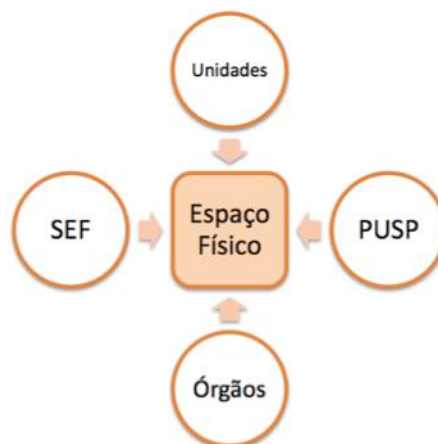 Unidades
SEF
Espaço
Físico
PUSP
Órgãos